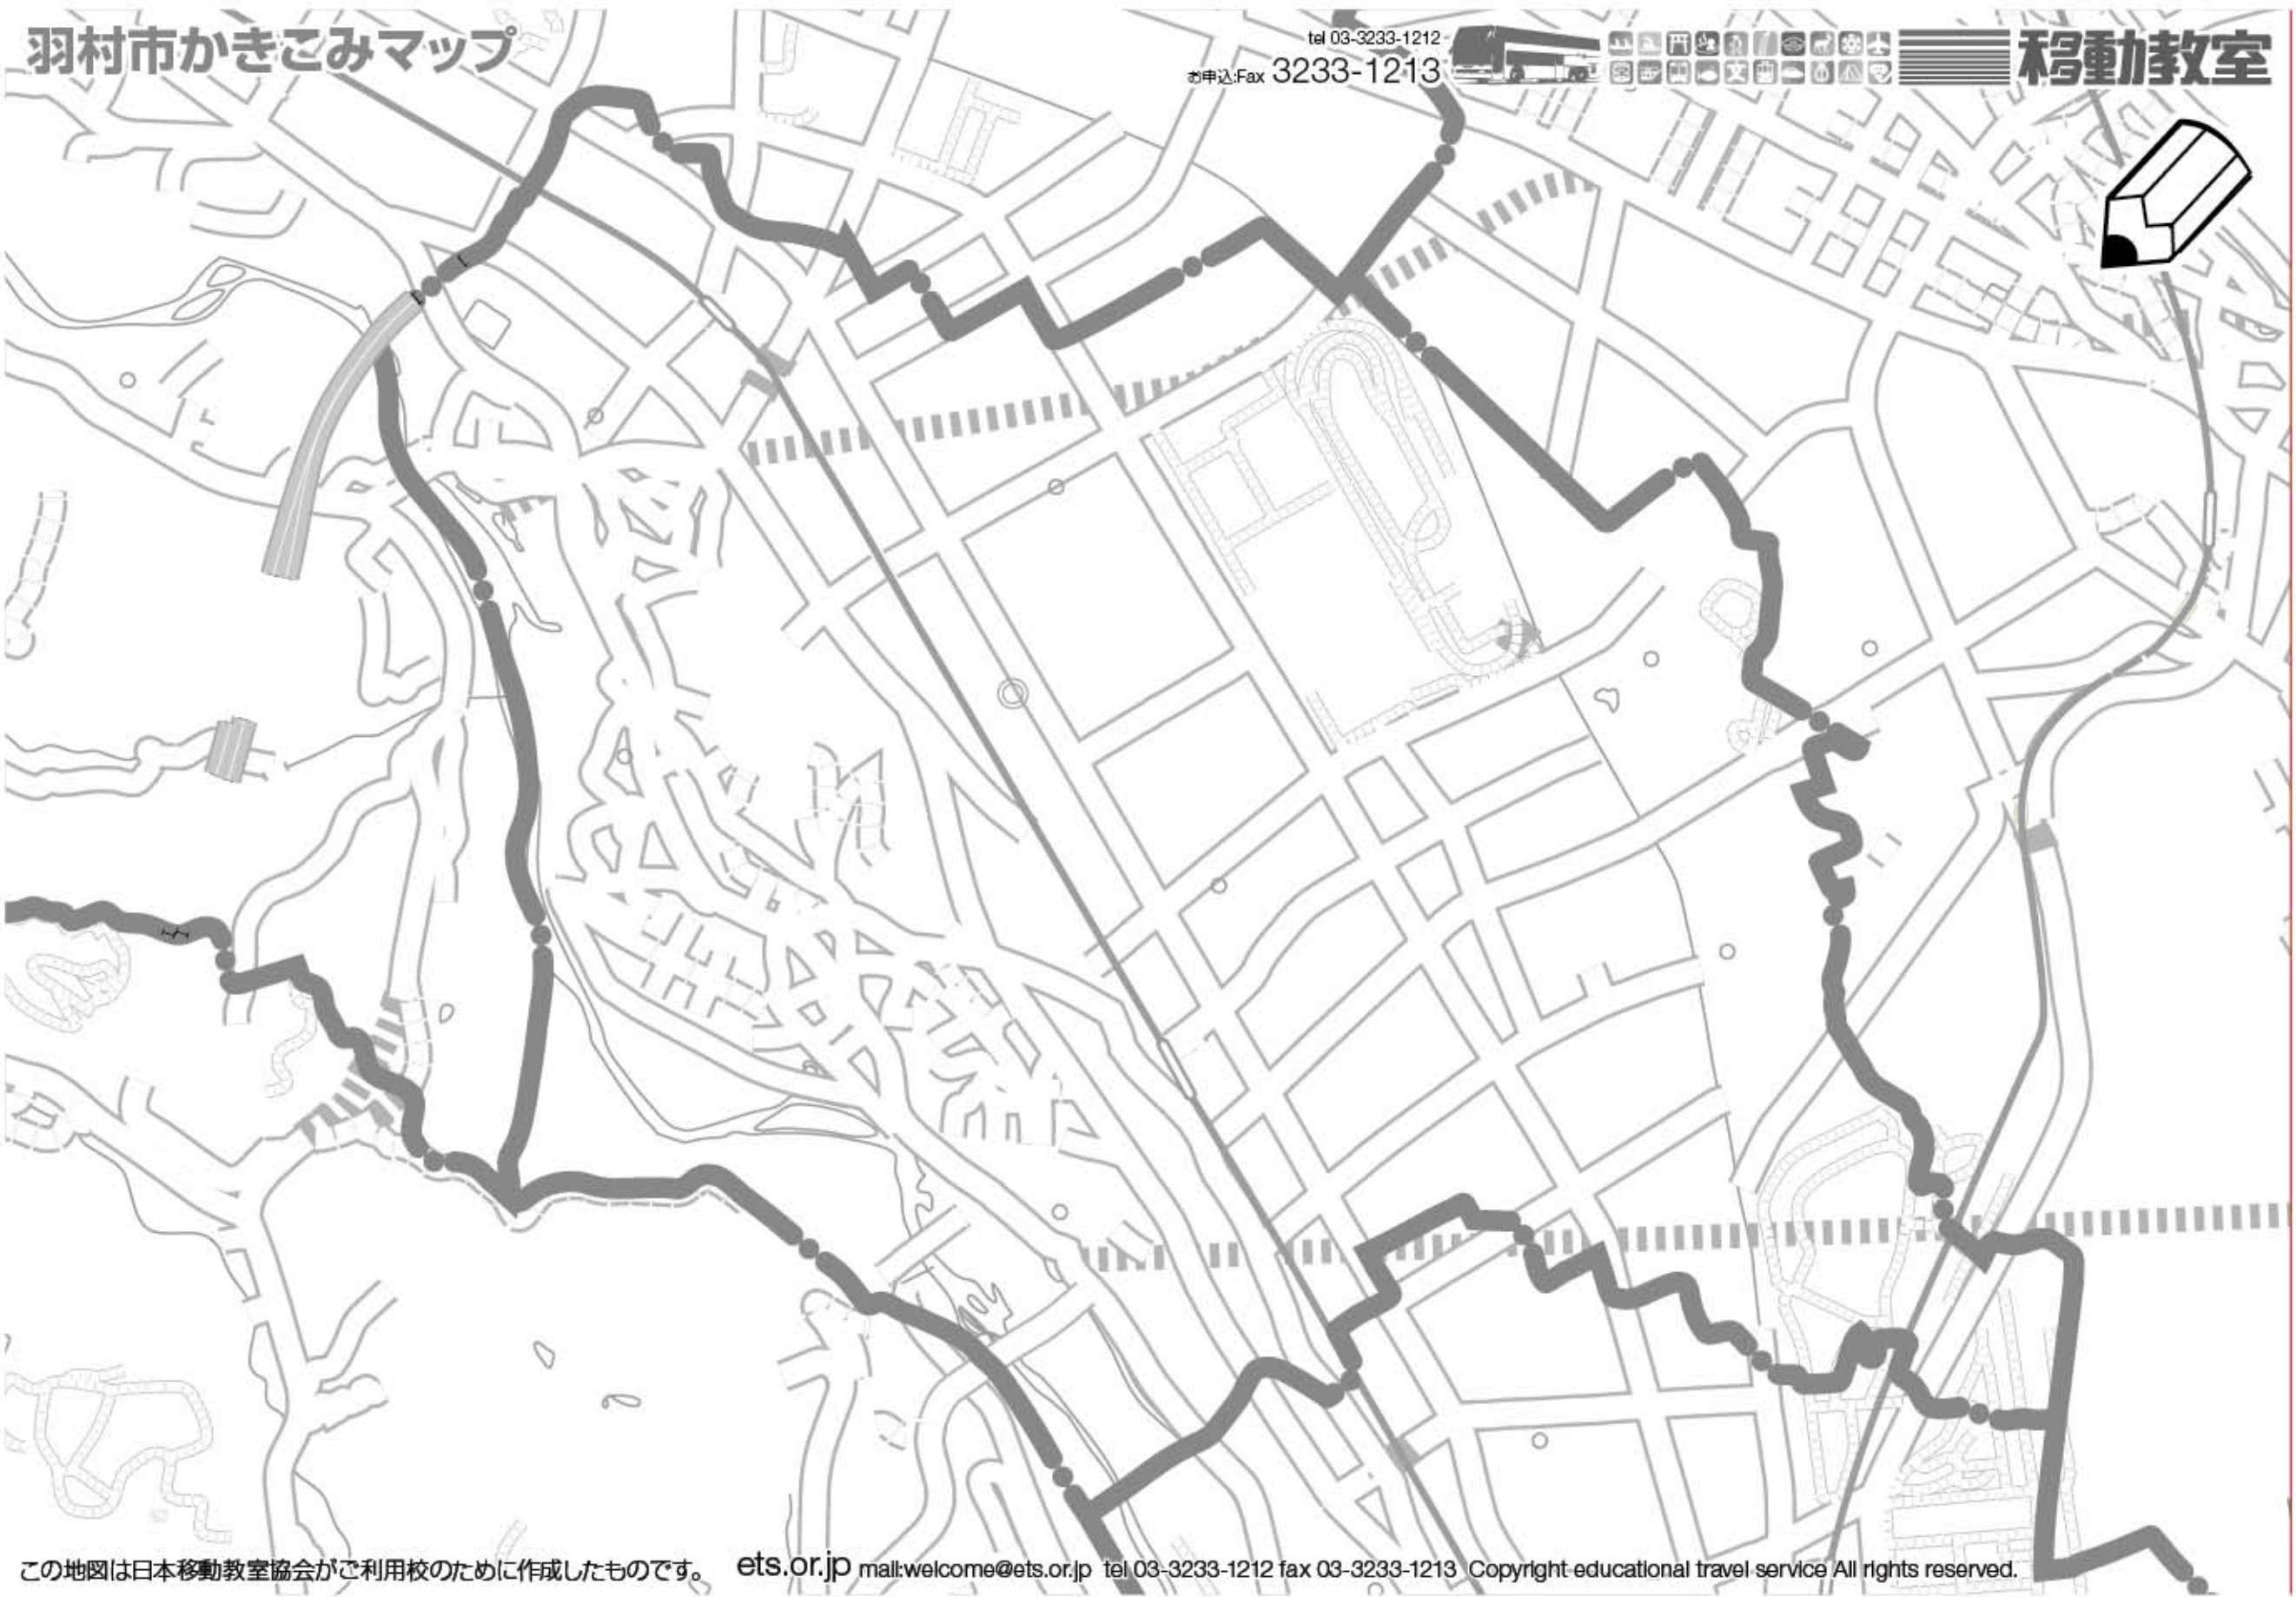 羽村市かきこみマップ
tel 03-3233-1212
お申込:Fax 3233-1213
移動教室
この地図は日本移動教室協会がご利用校のために作成したものです。 ets.or.jp mail:welcome@ets.or.jp tel 03-3233-1212 fax 03-3233-1213 Copyright educational travel service All rights reserved.